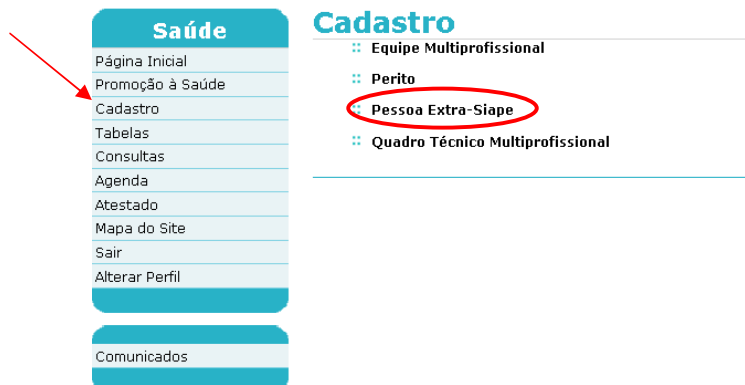 Saúde
Página Inicial
Promoção à Saúde
Cadastro
Tabelas
Consultas
Agenda
Atestado
Mapa do Site
Sair
Alterar Perfil
Comunicados
Cadastro
Equipe Multiprofissional
Perito
Pessoa Extra-Siape
Quadro Técnico Multiprofissional